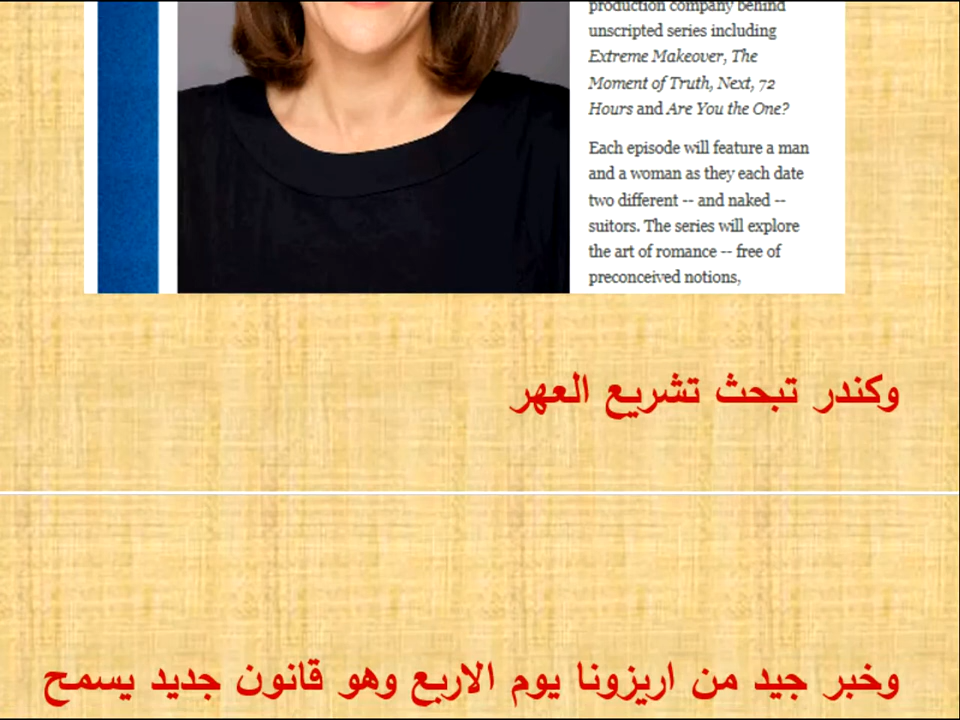 production company behind
unscripted series including
Extreme Makeover, The
Moment of Truth, Next, 72
Hours and Are You the One?
Each episode will feature a man
and a woman as they each date
two different -- and naked --
suitors. The series will explore
the art of romance -- free of
preconceived notions,
وكندر تبحث تشريع العهر
وخبر جيد من اريزونا يوم الاربع وهو قانون جديد يسمح